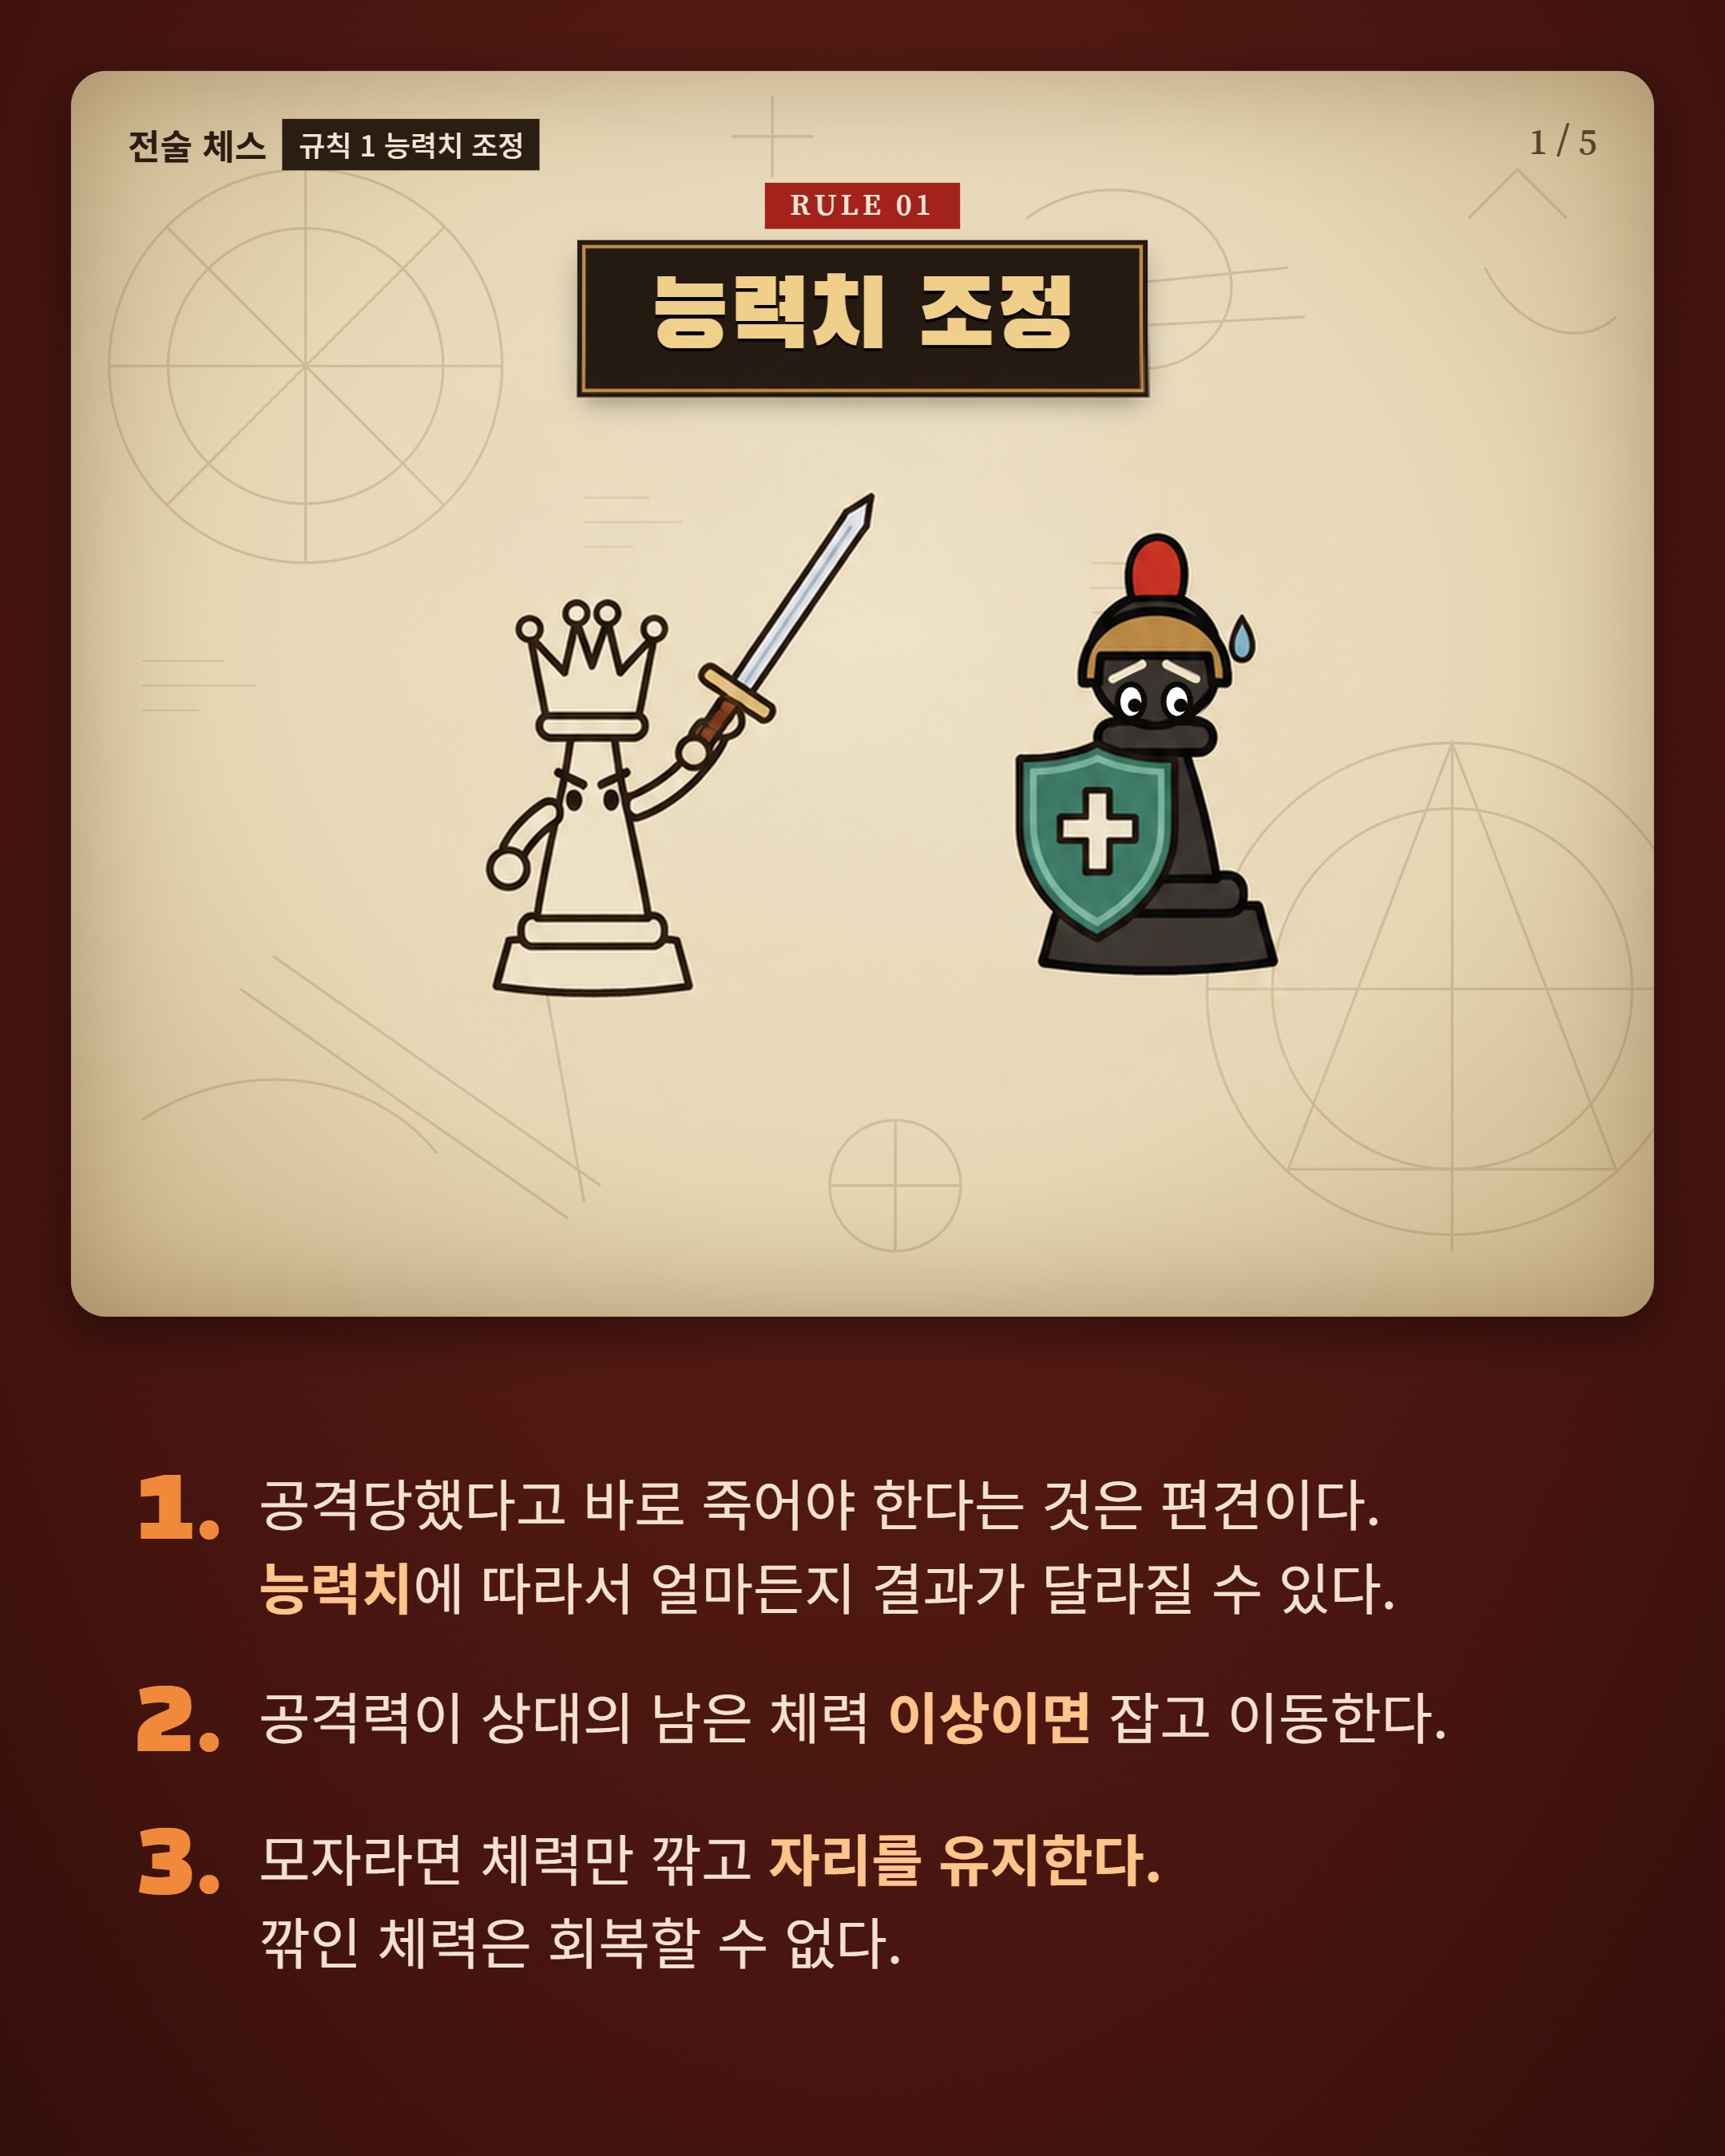 전술 체스 규칙 1 능력치 조정
1 / 5
RULE 01
능력치 조정
1. 공격당했다고 바로 죽어야 한다는 것은 편견이다.
능력치에 따라서 얼마든지 결과가 달라질 수 있다.
2. 공격력이 상대의 남은 체력 이상이면 잡고 이동한다.
3. 모자라면 체력만 깎고 자리를 유지한다.
깎인 체력은 회복할 수 없다.